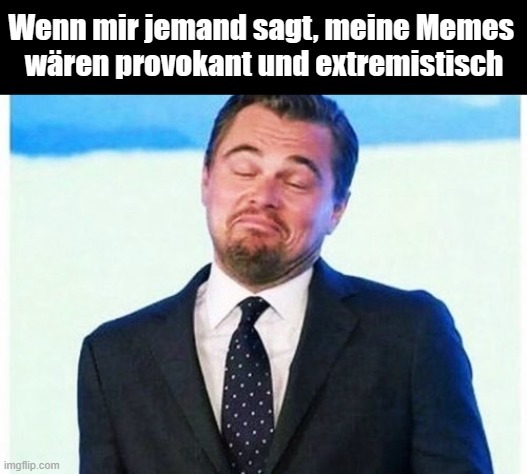 Wenn mir jemand sagt, meine Memes
wären provokant und extremistisch
imgflip.com